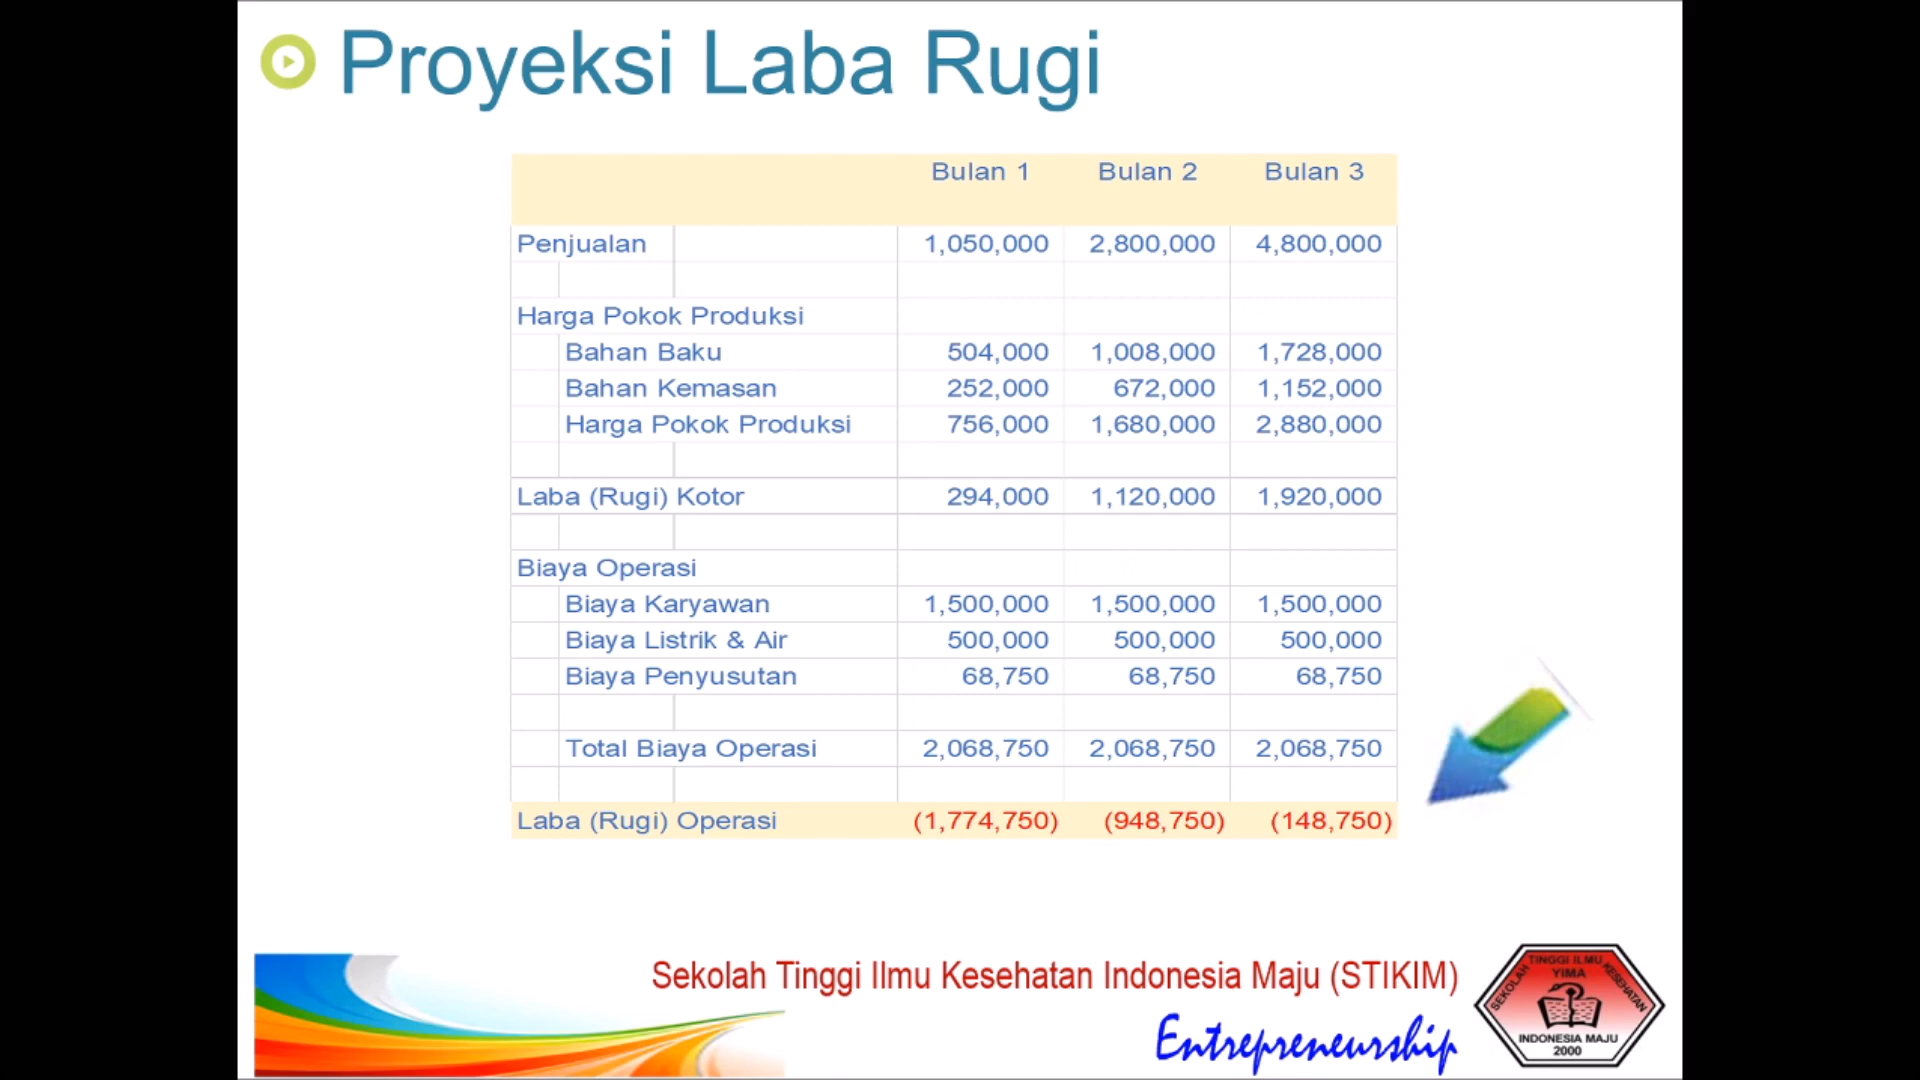 Proyeksi Laba Rugi
Bulan 1 Bulan 2 Bulan 3
Penjualan 1,050,000 2,800,000 4,800,000
Harga Pokok Produksi
Bahan Baku 504,000 1,008,000 1,728,000
Bahan Kemasan 252,000 672,000 1,152,000
Harga Pokok Produksi 756,000 1,680,000 2,880,000
Laba (Rugi) Kotor 294,000 1,120,000 1,920,000
Biaya Operasi
Biaya Karyawan 1,500,000 1,500,000 1,500,000
Biaya Listrik & Air 500,000 500,000 500,000
Biaya Penyusutan 68,750 68,750 68,750
Total Biaya Operasi 2,068,750 2,068,750 2,068,750
Laba (Rugi) Operasi (1,774,750) (948,750) (148,750)
Sekolah Tinggi Ilmu Kesehatan Indonesia Maju (STIKIM)
Entrepreneurship
SEKOLAH TINGGI ILMU KESEHATAN
YIMA
INDONESIA MAJU
2000